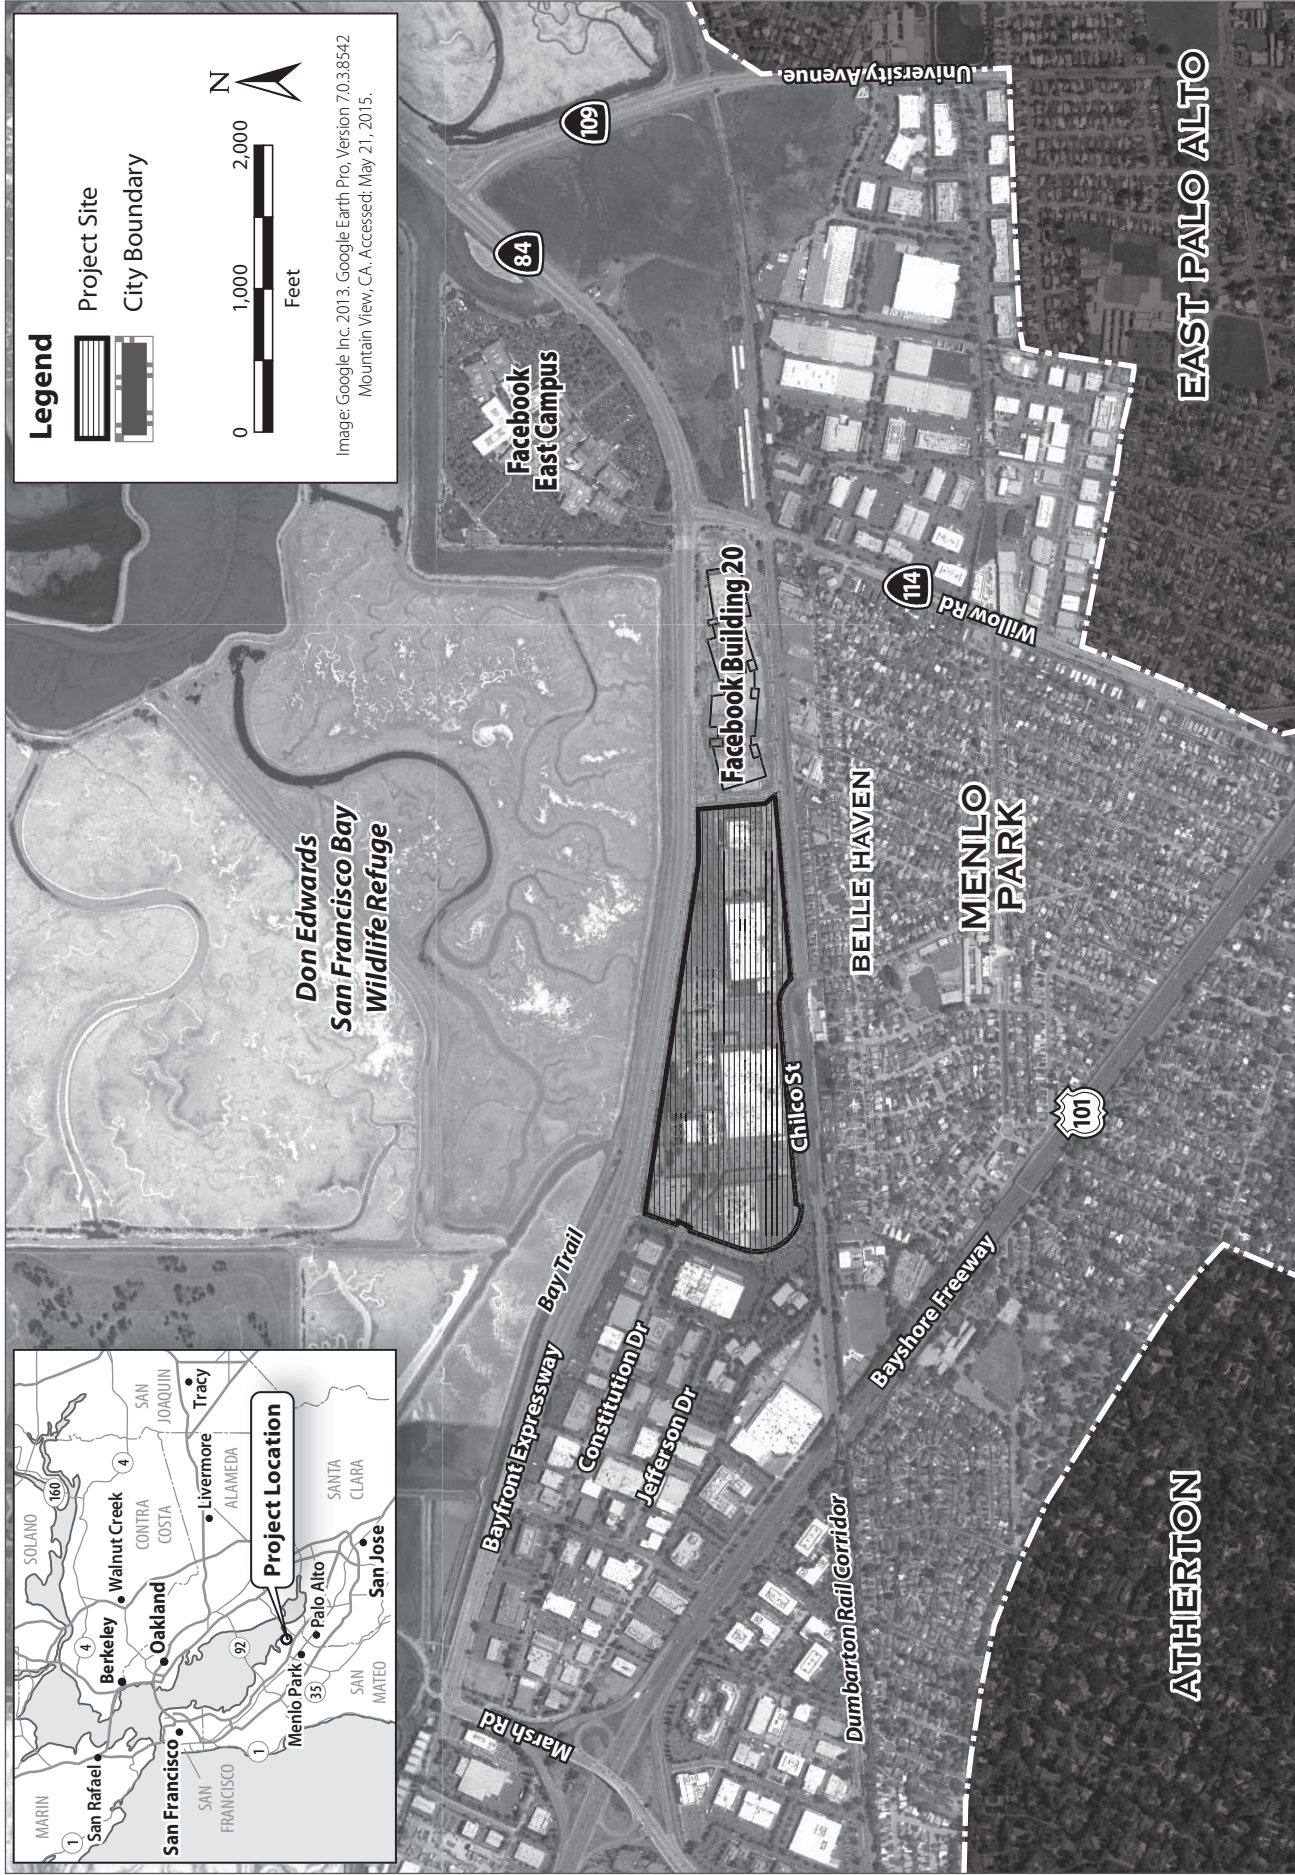 Legend
Project Site
City Boundary
0
1,000
2,000
Feet
N
Image: Google Inc. 2013. Google Earth Pro, Version 7.0.3.8542
Mountain View, CA. Accessed: May 21, 2015.
MARIN
1
San Rafael
San Francisco
SAN
FRANCISCO
1
SOLANO
160
4
4
Walnut Creek
Berkeley
Oakland
CONTRA
COSTA
SAN
JOAQUIN
Tracy
Livermore
ALAMEDA
92
Project Location
Menlo Park
Palo Alto
35
SAN
MATEO
SANTA
CLARA
San Jose
Don Edwards
San Francisco Bay
Wildlife Refuge
Facebook
East Campus
84
109
University Avenue
Facebook Building 20
114
Willow Rd
Bay Trail
Bayfront Expressway
Constitution Dr
Jefferson Dr
Marsh Rd
Chilco St
BELLE HAVEN
MENLO
PARK
101
Bayshore Freeway
Dumbarton Rail Corridor
EAST PALO ALTO
ATHERTON